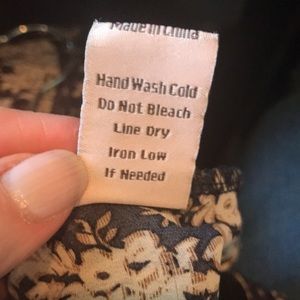 Made in China
Hand Wash Cold
Do Not Bleach
Line Dry
Iron Low
If Needed